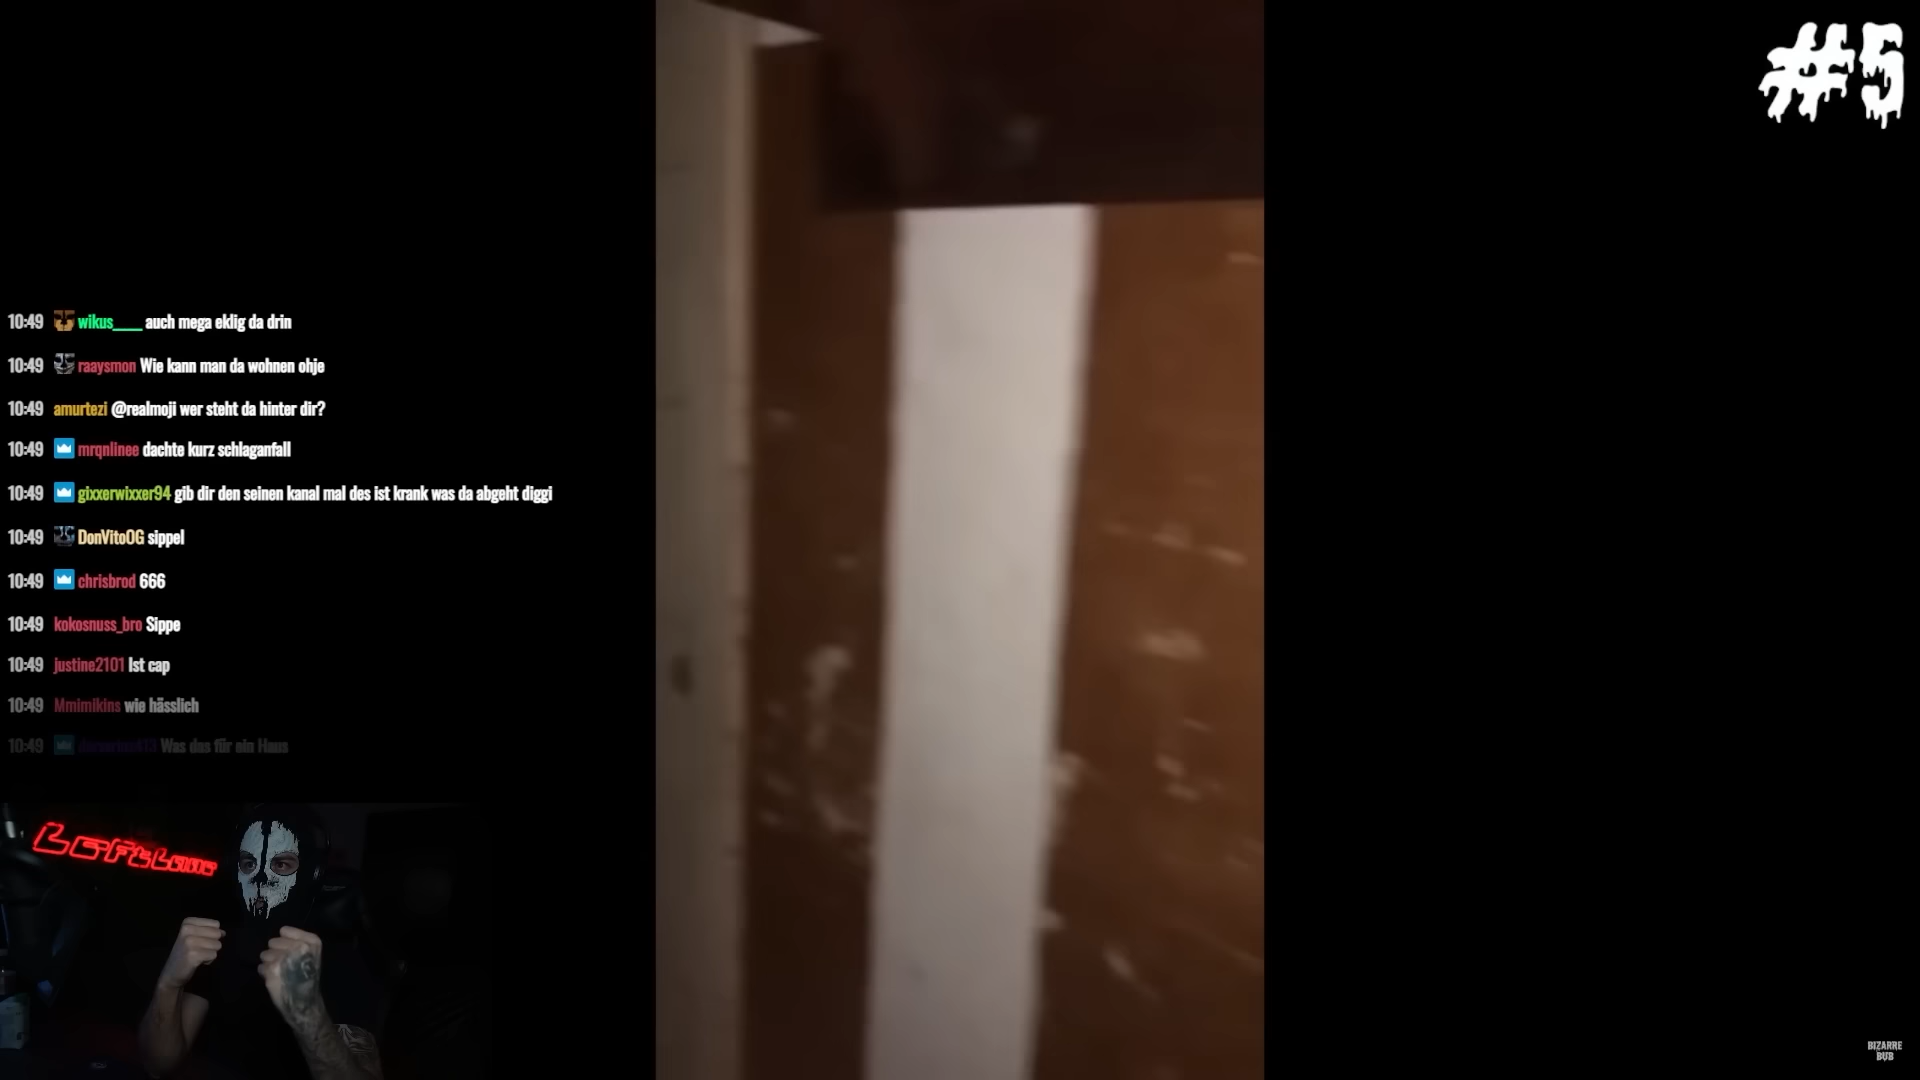 #5
10:49 wikus____ auch mega eklig da drin
10:49 raaysmon Wie kann man da wohnen ohje
10:49 amurtezi @realmoji wer steht da hinter dir?
10:49 mrqnlinee dachte kurz schlaganfall
10:49 gixxerwixxer94 gib dir den seinen kanal mal des ist krank was da abgeht diggi
10:49 DonVitoOG sippel
10:49 chrisbrod 666
10:49 kokosnuss_bro Sippe
10:49 justine2101 Ist cap
10:49 Mmimikins wie hässlich
10:49 Was das für ein Haus
BIZARRE
BUB